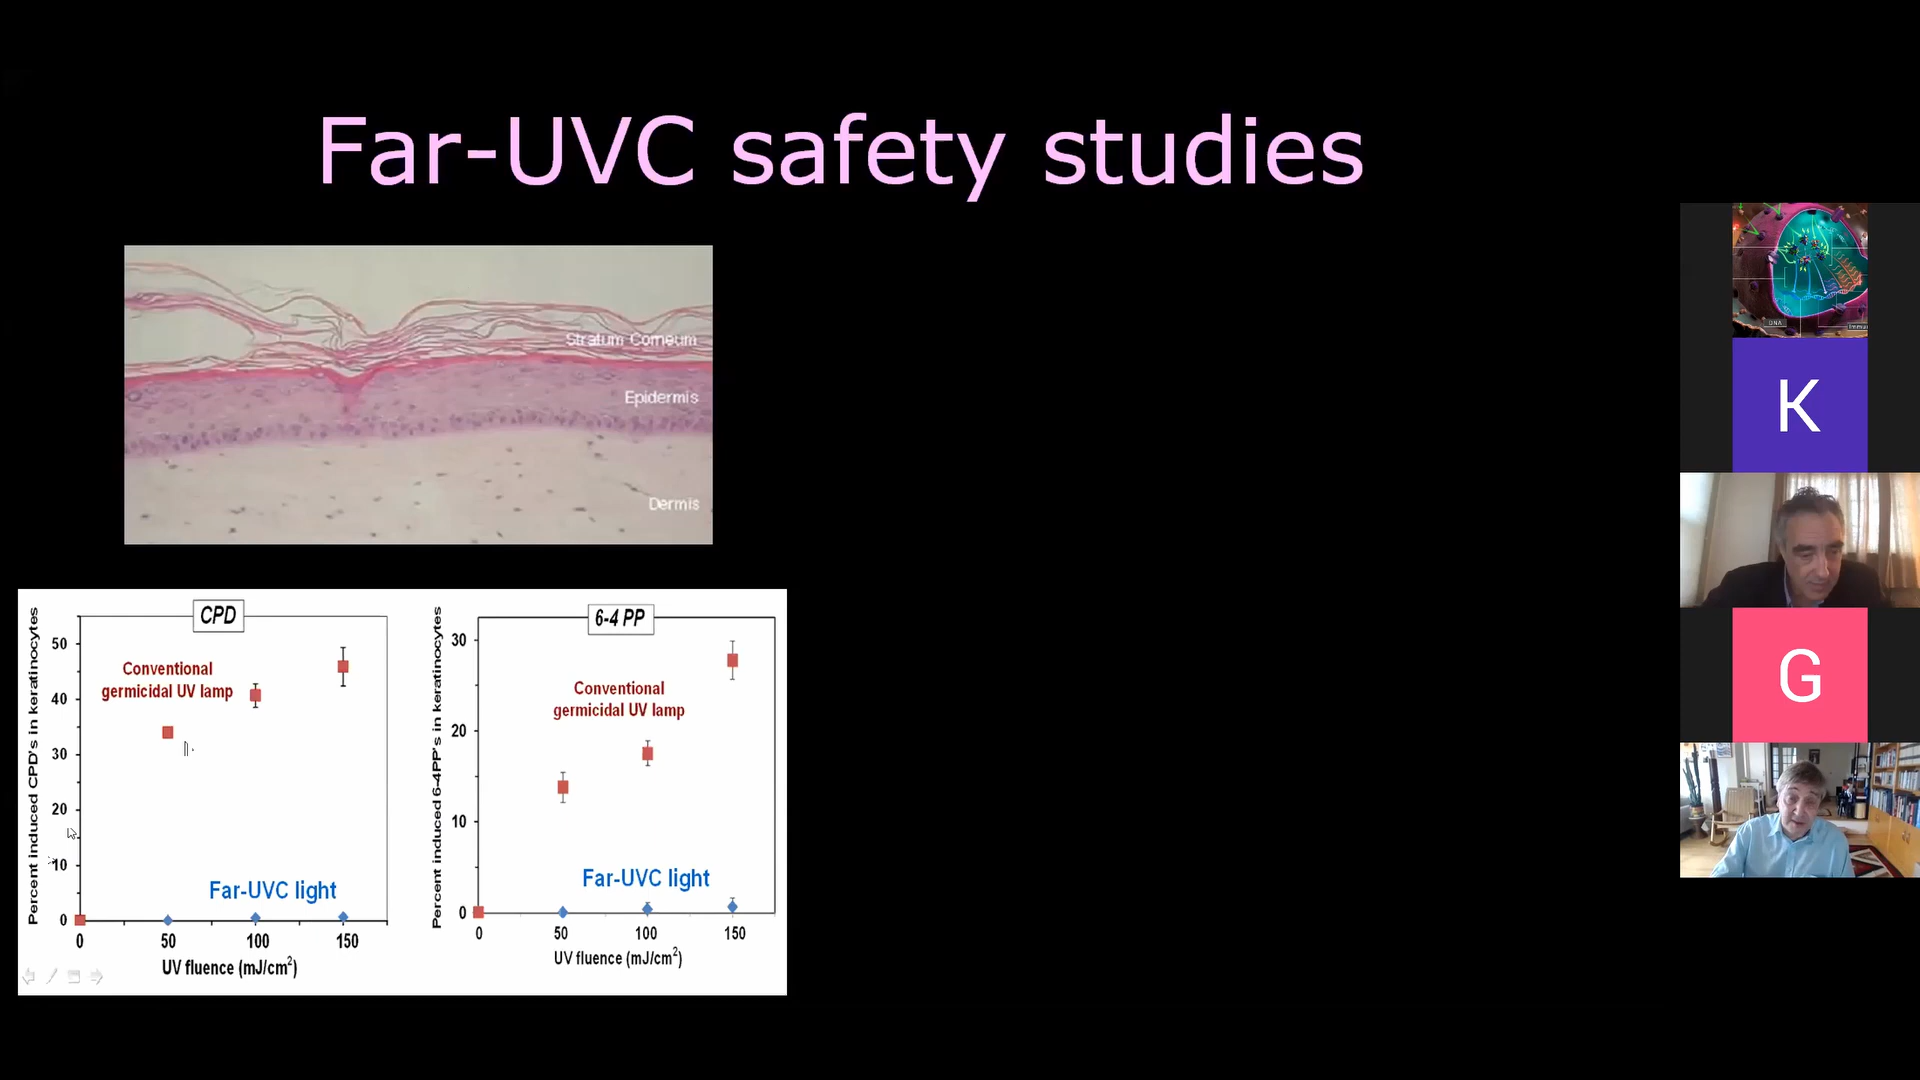 Far-UVC safety studies
Stratum Corneum
Epidermis
Dermis
CPD
Percent induced CPD's in keratinocytes
50
40
30
20
10
0
Conventional
germicidal UV lamp
Far-UVC light
0 50 100 150
UV fluence (mJ/cm²)
6-4 PP
Percent induced 6-4PP's in keratinocytes
30
20
10
0
Conventional
germicidal UV lamp
Far-UVC light
0 50 100 150
UV fluence (mJ/cm²)
DNA
K
G